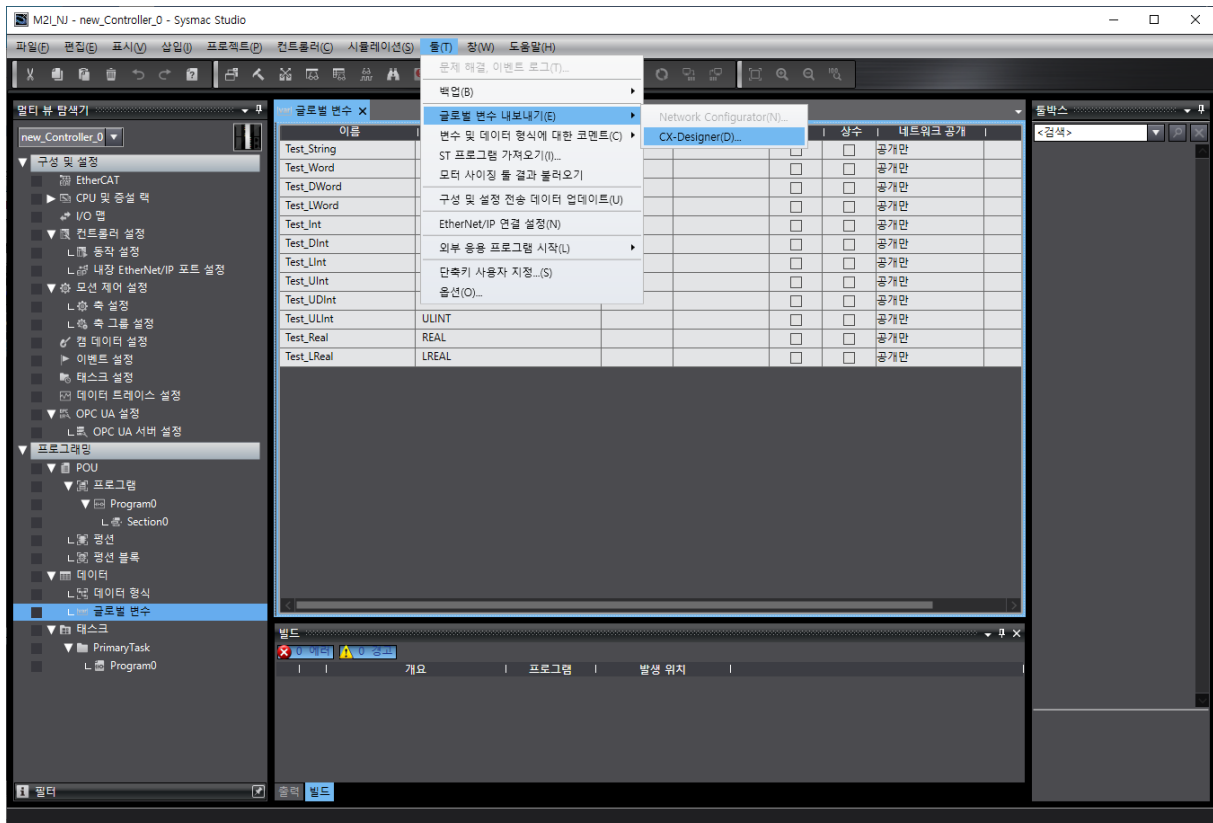 M2I_NJ - new_Controller_0 - Sysmac Studio
파일(F) 편집(E) 표시(V) 삽입(I) 프로젝트(P) 컨트롤러(C) 시뮬레이션(S) 툴(T) 창(W) 도움말(H)
문제 해결, 이벤트 로그(T)...
백업(B)
글로벌 변수 내보내기(E)
변수 및 데이터 형식에 대한 코멘트(C)
ST 프로그램 가져오기(I)...
모터 사이징 툴 결과 불러오기
구성 및 설정 전송 데이터 업데이트(U)
EtherNet/IP 연결 설정(N)
외부 응용 프로그램 시작(L)
단축키 사용자 지정...(S)
옵션(O)...
Network Configurator(N)...
CX-Designer(D)...
멀티 뷰 탐색기
new_Controller_0
구성 및 설정
EtherCAT
CPU 및 증설 랙
I/O 맵
컨트롤러 설정
동작 설정
내장 EtherNet/IP 포트 설정
모션 제어 설정
축 설정
축 그룹 설정
캠 데이터 설정
이벤트 설정
태스크 설정
데이터 트레이스 설정
OPC UA 설정
OPC UA 서버 설정
프로그래밍
POU
프로그램
Program0
Section0
펑션
펑션 블록
데이터
데이터 형식
글로벌 변수
태스크
PrimaryTask
Program0
필터
글로벌 변수
이름 상수 네트워크 공개
Test_String 공개만
Test_Word 공개만
Test_DWord 공개만
Test_LWord 공개만
Test_Int 공개만
Test_DInt 공개만
Test_LInt 공개만
Test_UInt 공개만
Test_UDInt 공개만
Test_ULInt ULINT 공개만
Test_Real REAL 공개만
Test_LReal LREAL 공개만
빌드
0 에러 0 경고
개요 프로그램 발생 위치
출력 빌드
툴박스
<검색>